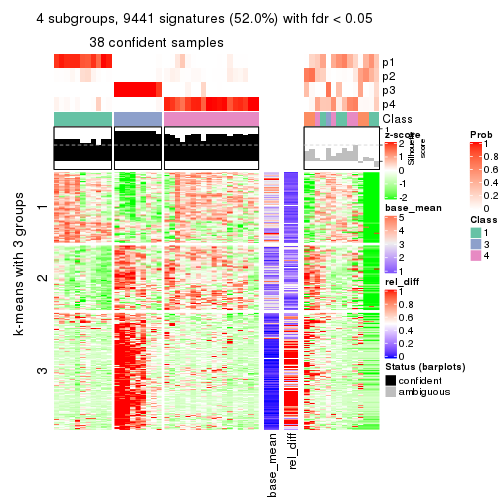 4 subgroups, 9441 signatures (52.0%) with fdr < 0.05
38 confident samples
p1
p2
p3
p4
Class
1
Silhouette
score
k-means with 3 groups
1
2
3
base_mean
rel_diff
z-score
2
1
0
-1
-2
base_mean
5
4
3
2
1
rel_diff
1
0.8
0.6
0.4
0.2
0
Status (barplots)
confident
ambiguous
Prob
1
0.8
0.6
0.4
0.2
0
Class
1
3
4